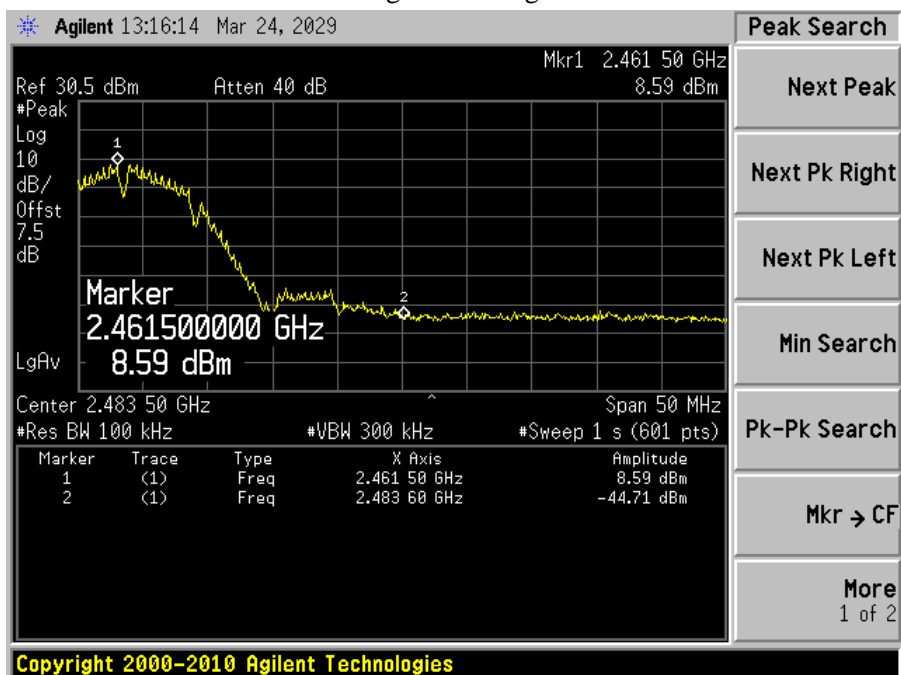 Agilent 13:16:14 Mar 24, 2029
Peak Search
Mkr1 2.461 50 GHz
Ref 30.5 dBm Atten 40 dB 8.59 dBm
#Peak
Log
10
dB/
Offst
7.5
dB
LgAv
1
2
Marker
2.461500000 GHz
8.59 dBm
Center 2.483 50 GHz ^ Span 50 MHz
#Res BW 100 kHz #VBW 300 kHz #Sweep 1 s (601 pts)
Marker Trace Type X Axis Amplitude
1 (1) Freq 2.461 50 GHz 8.59 dBm
2 (1) Freq 2.483 60 GHz -44.71 dBm
Next Peak
Next Pk Right
Next Pk Left
Min Search
Pk-Pk Search
Mkr → CF
More
1 of 2
Copyright 2000-2010 Agilent Technologies